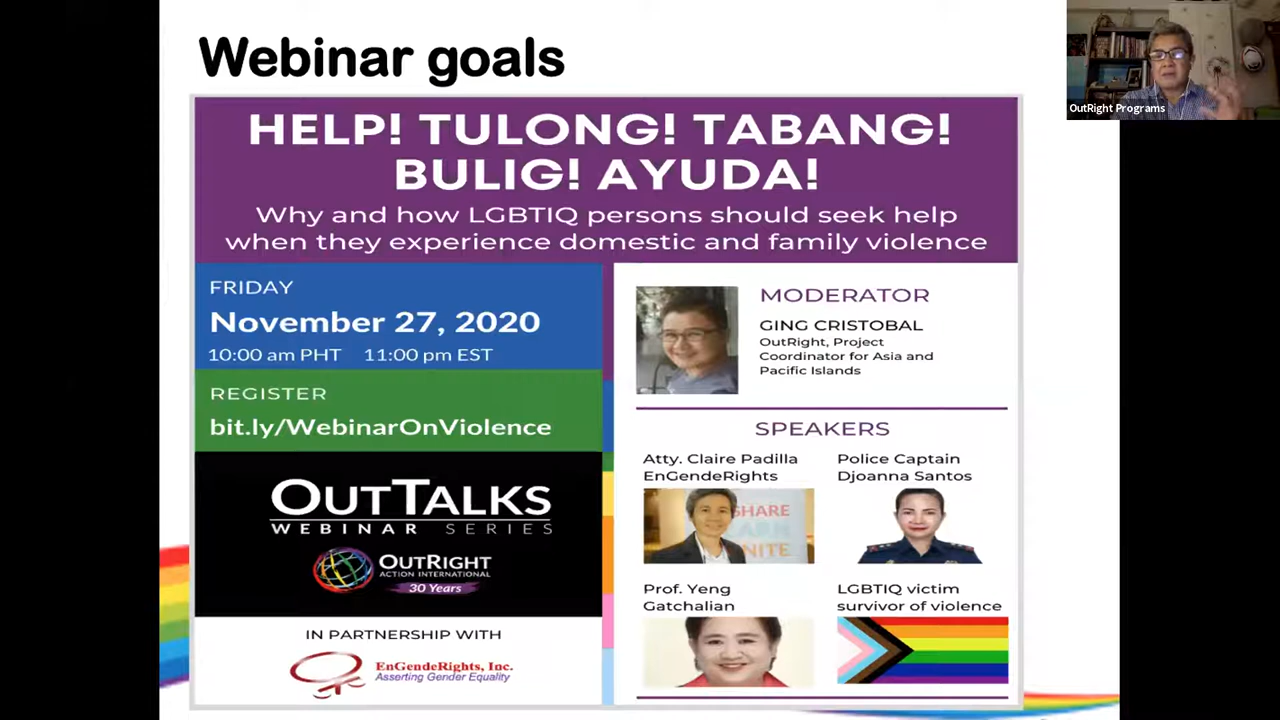 Webinar goals
HELP! TULONG! TABANG!
BULIG! AYUDA!
Why and how LGBTIQ persons should seek help
when they experience domestic and family violence
FRIDAY
November 27, 2020
10:00 am PHT 11:00 pm EST
REGISTER
bit.ly/WebinarOnViolence
OUTTALKS
WEBINAR SERIES
OUTRIGHT
ACTION INTERNATIONAL
30 Years
IN PARTNERSHIP WITH
EnGendeRights, Inc.
Asserting Gender Equality
MODERATOR
GING CRISTOBAL
OutRight, Project
Coordinator for Asia and
Pacific Islands
SPEAKERS
Atty. Claire Padilla
EnGendeRights
SHARE
LEARN
Police Captain
Djoanna Santos
Prof. Yeng
Gatchalian
LGBTIQ victim
survivor of violence
OutRight Programs